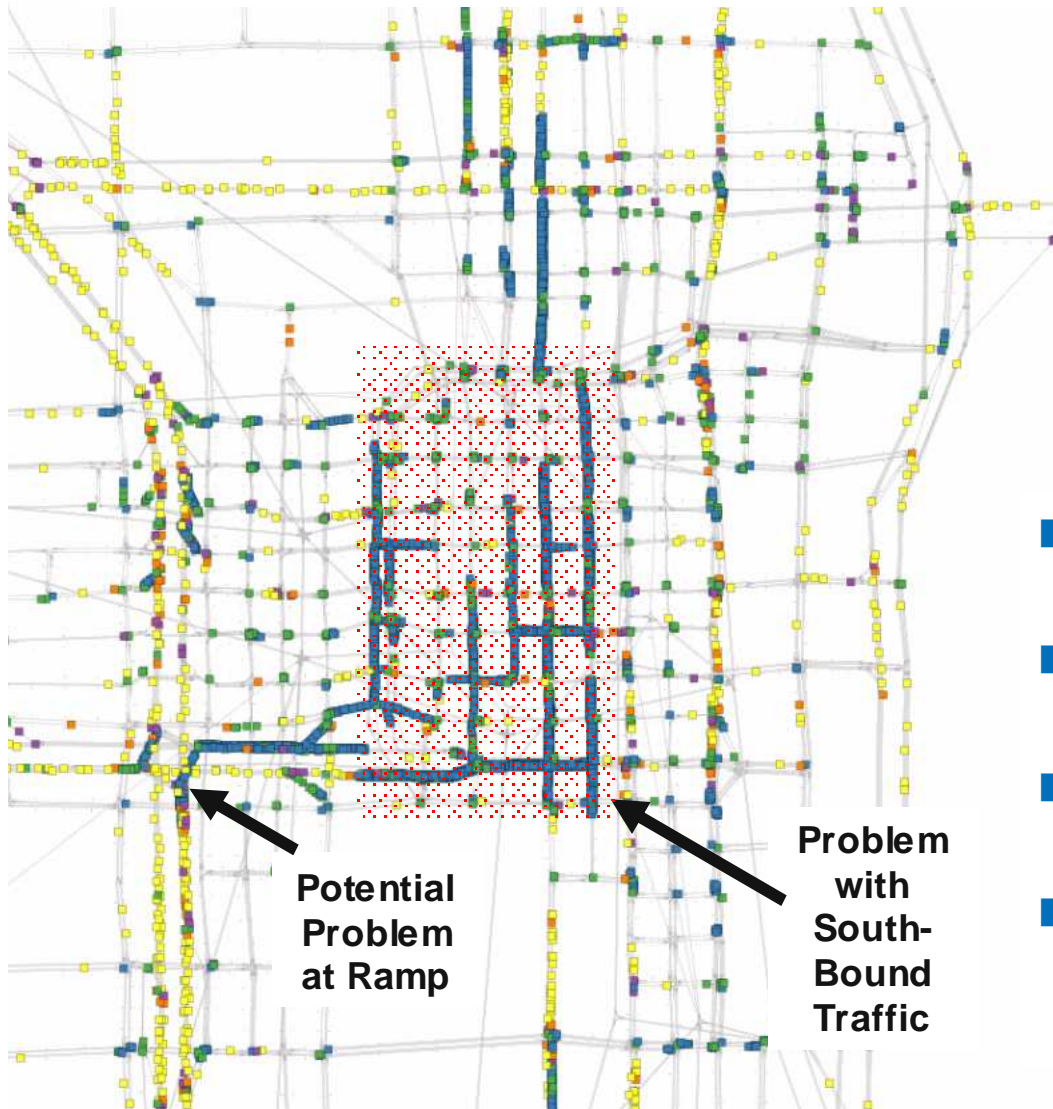 Potential
Problem
at Ramp
Problem
with
South-
Bound
Traffic